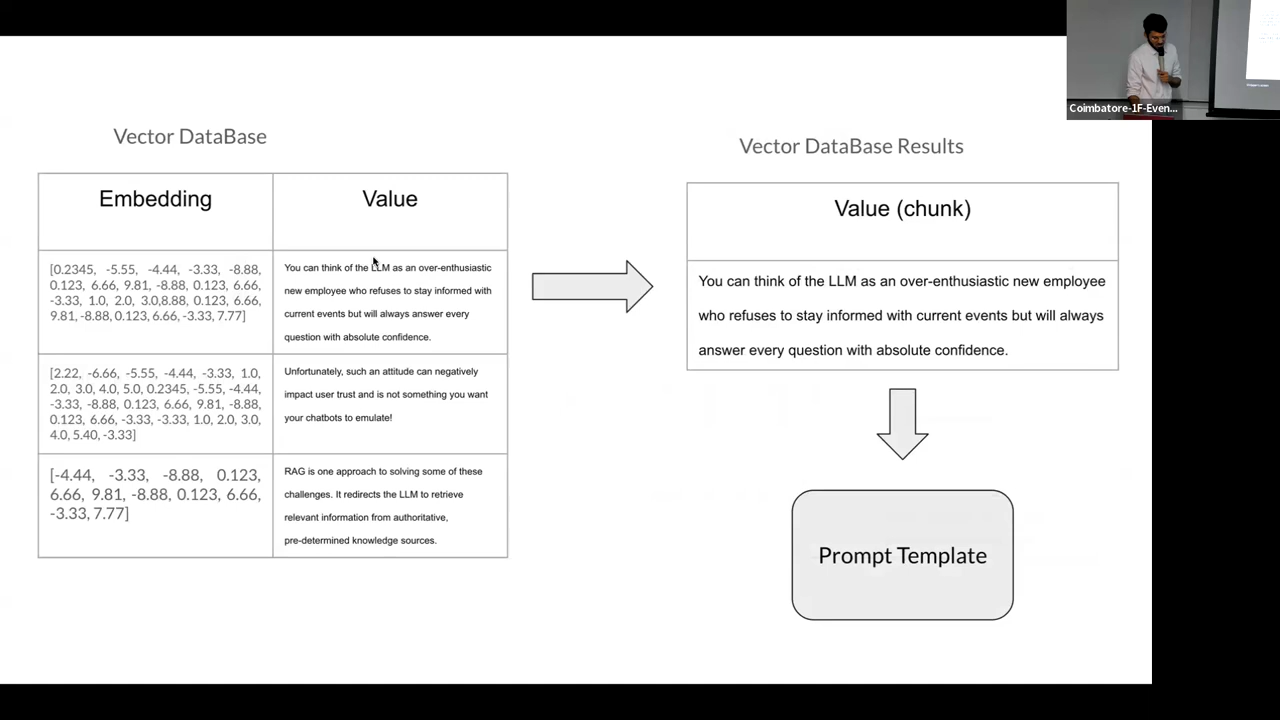 Coimbatore-1F-Even...
Vector DataBase
Embedding
Value
[0.2345, -5.55, -4.44, -3.33, -8.88,
0.123, 6.66, 9.81, -8.88, 0.123, 6.66,
-3.33, 1.0, 2.0, 3.0,8.88, 0.123, 6.66,
9.81, -8.88, 0.123, 6.66, -3.33, 7.77]
You can think of the LLM as an over-enthusiastic
new employee who refuses to stay informed with
current events but will always answer every
question with absolute confidence.
[2.22, -6.66, -5.55, -4.44, -3.33, 1.0,
2.0, 3.0, 4.0, 5.0, 0.2345, -5.55, -4.44,
-3.33, -8.88, 0.123, 6.66, 9.81, -8.88,
0.123, 6.66, -3.33, -3.33, 1.0, 2.0, 3.0,
4.0, 5.40, -3.33]
Unfortunately, such an attitude can negatively
impact user trust and is not something you want
your chatbots to emulate!
[-4.44, -3.33, -8.88, 0.123,
6.66, 9.81, -8.88, 0.123, 6.66,
-3.33, 7.77]
RAG is one approach to solving some of these
challenges. It redirects the LLM to retrieve
relevant information from authoritative,
pre-determined knowledge sources.
Vector DataBase Results
Value (chunk)
You can think of the LLM as an over-enthusiastic new employee
who refuses to stay informed with current events but will always
answer every question with absolute confidence.
Prompt Template